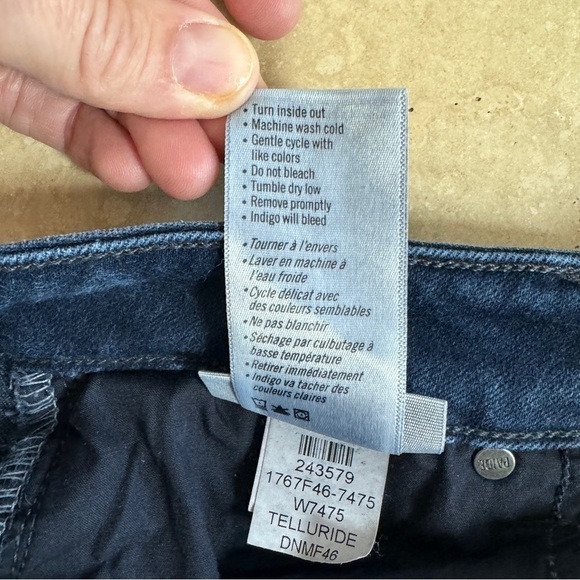 • Turn inside out
• Machine wash cold
• Gentle cycle with
like colors
• Do not bleach
• Tumble dry low
• Remove promptly
• Indigo will bleed
• Tourner à l'envers
• Laver en machine à
l'eau froide
• Cycle délicat avec
des couleurs semblables
• Ne pas blanchir
• Séchage par culbutage à
basse température
• Retirer immédiatement
• Indigo va tacher des
couleurs claires
243579
1767F46-7475
W7475
TELLURIDE
DNMF46
PAIGE